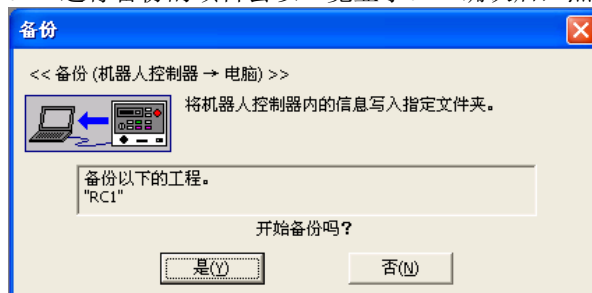 备份
<< 备份 (机器人控制器 → 电脑) >>
将机器人控制器内的信息写入指定文件夹。
备份以下的工程。
"RC1"
开始备份吗?
是(Y)
否(N)